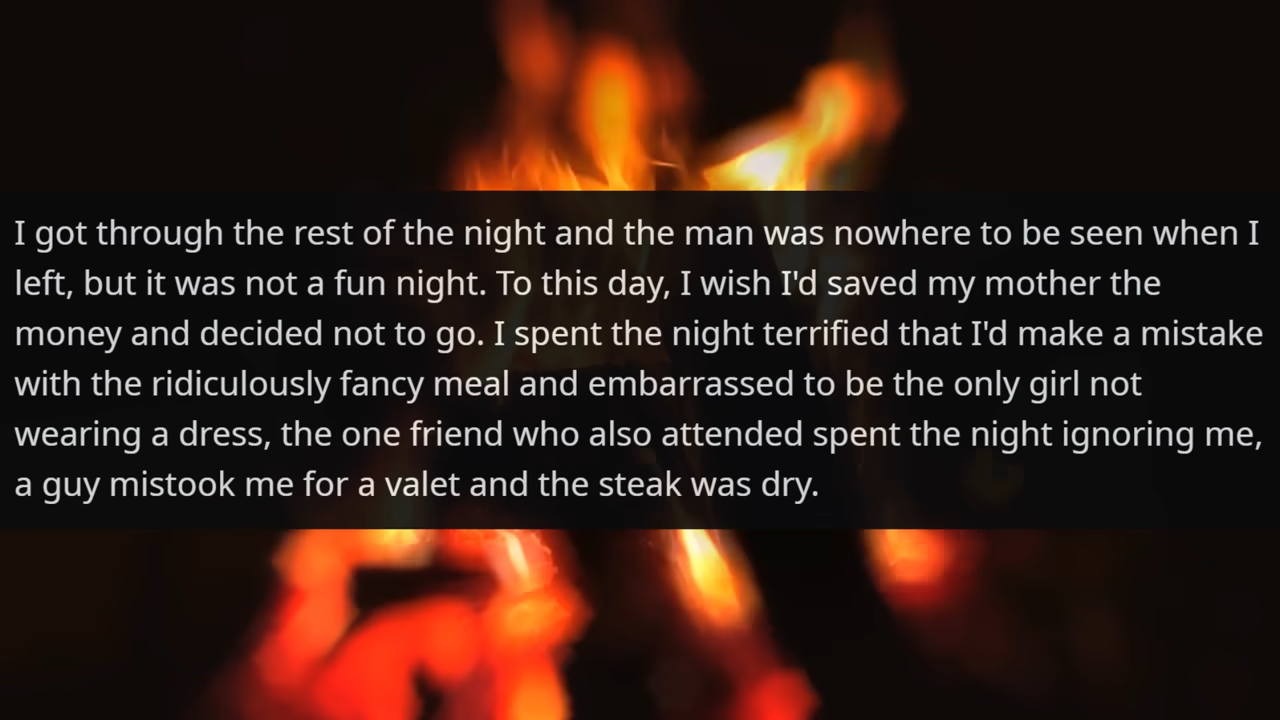 I got through the rest of the night and the man was nowhere to be seen when I
left, but it was not a fun night. To this day, I wish I'd saved my mother the
money and decided not to go. I spent the night terrified that I'd make a mistake
with the ridiculously fancy meal and embarrassed to be the only girl not
wearing a dress, the one friend who also attended spent the night ignoring me,
a guy mistook me for a valet and the steak was dry.